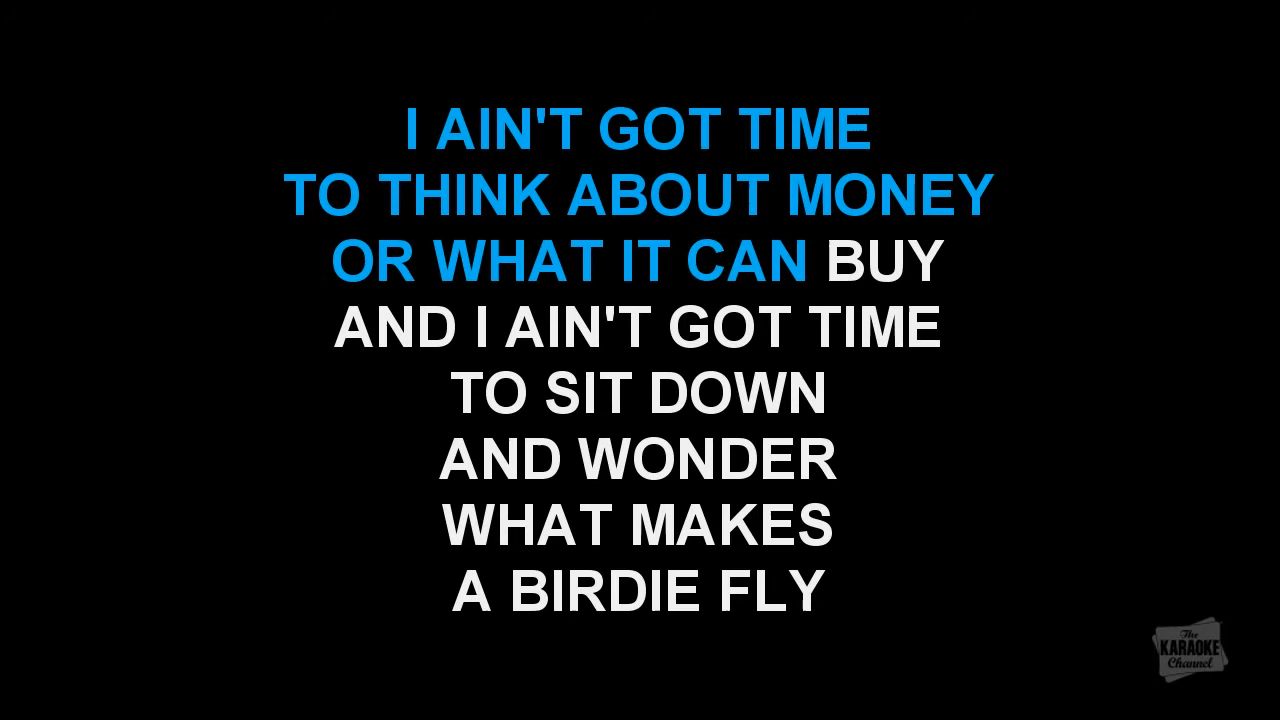 I AIN'T GOT TIME
TO THINK ABOUT MONEY
OR WHAT IT CAN BUY
AND I AIN'T GOT TIME
TO SIT DOWN
AND WONDER
WHAT MAKES
A BIRDIE FLY
The
KARAOKE
Channel